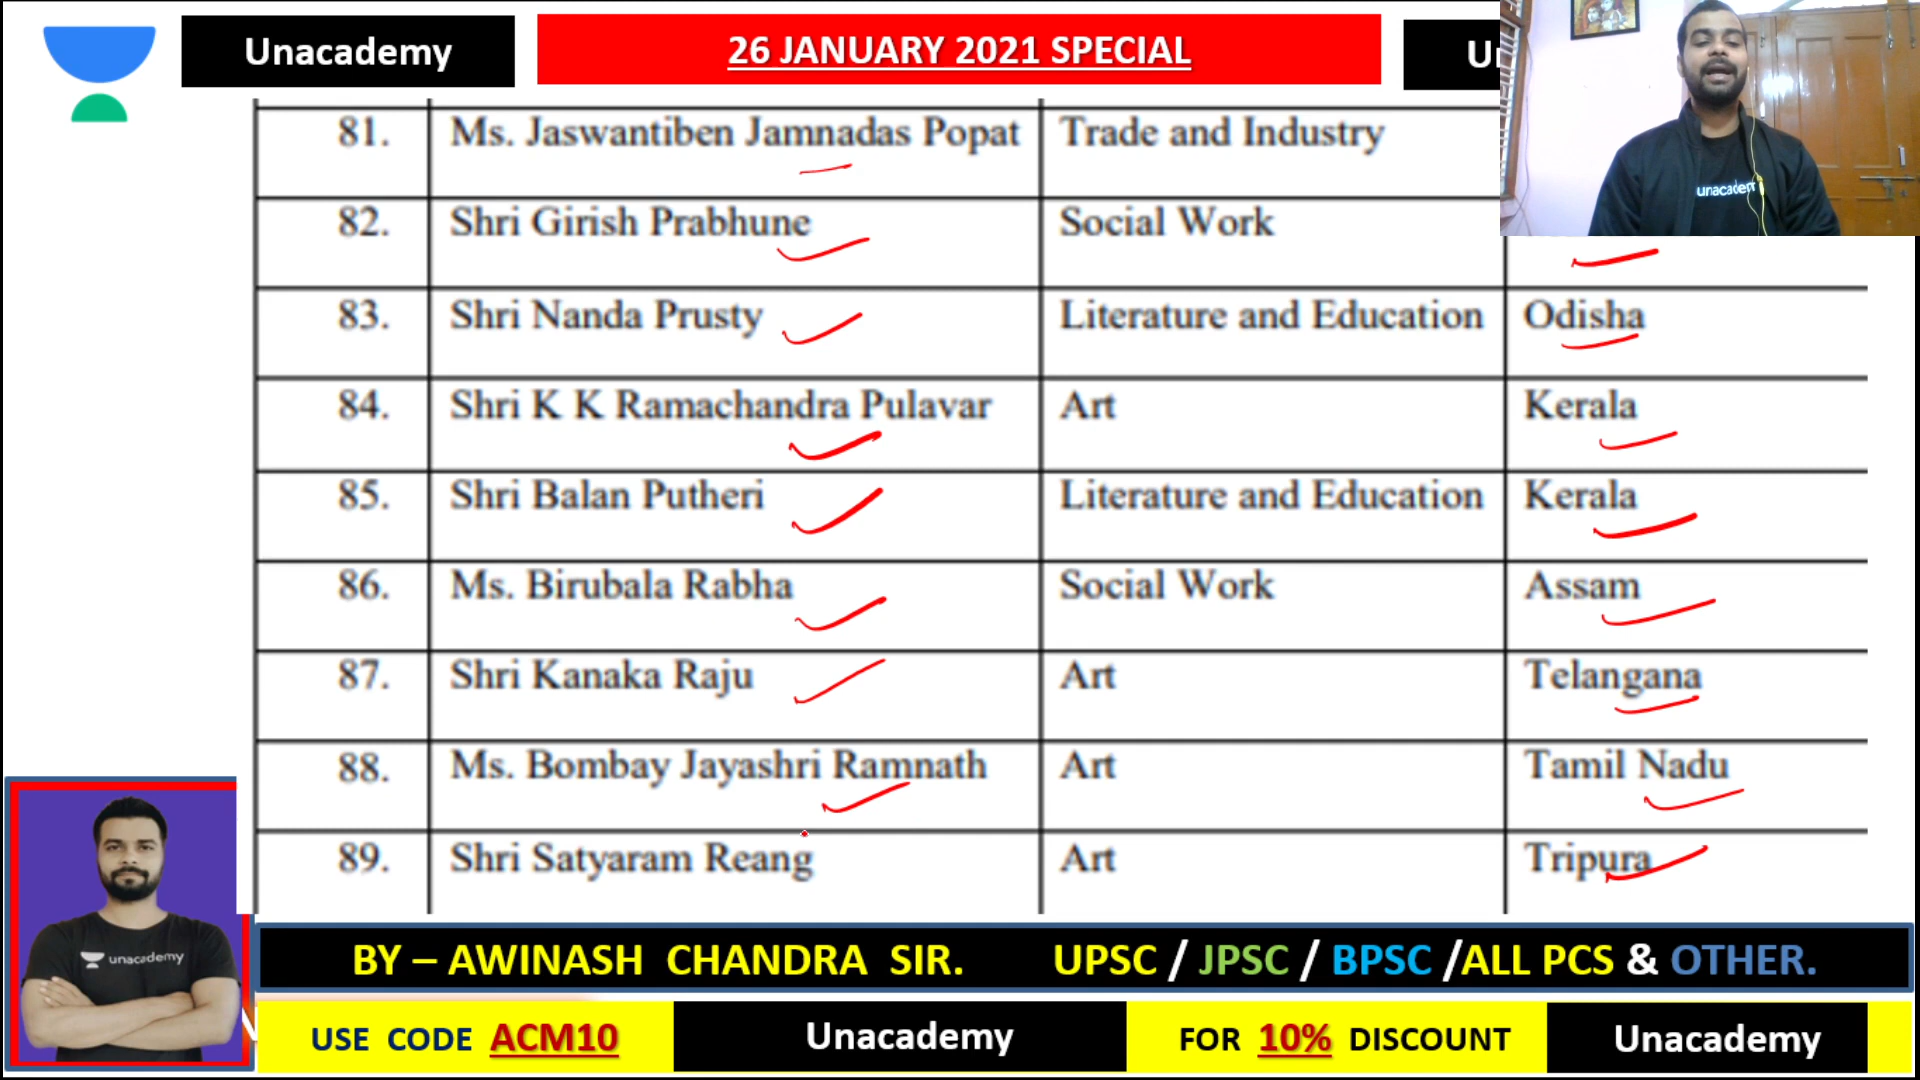 Unacademy
26 JANUARY 2021 SPECIAL
81. Ms. Jaswantiben Jamnadas Popat Trade and Industry
82. Shri Girish Prabhune Social Work
83. Shri Nanda Prusty Literature and Education Odisha
84. Shri K K Ramachandra Pulavar Art Kerala
85. Shri Balan Putheri Literature and Education Kerala
86. Ms. Birubala Rabha Social Work Assam
87. Shri Kanaka Raju Art Telangana
88. Ms. Bombay Jayashri Ramnath Art Tamil Nadu
89. Shri Satyaram Reang Art Tripura
unacademy
BY – AWINASH CHANDRA SIR. UPSC / JPSC / BPSC /ALL PCS & OTHER.
USE CODE ACM10 Unacademy FOR 10% DISCOUNT Unacademy